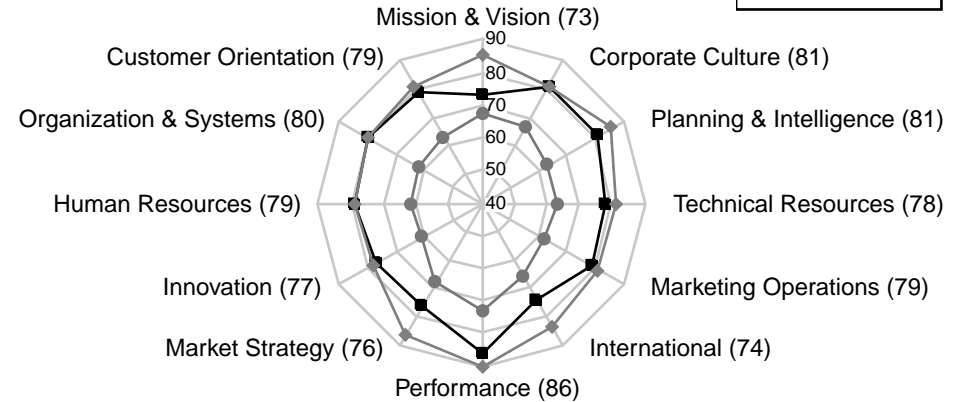 Mission & Vision (73)
Customer Orientation (79)
Corporate Culture (81)
Organization & Systems (80)
Planning & Intelligence (81)
Human Resources (79)
Technical Resources (78)
Innovation (77)
Marketing Operations (79)
Market Strategy (76)
International (74)
Performance (86)
90
80
70
60
50
40